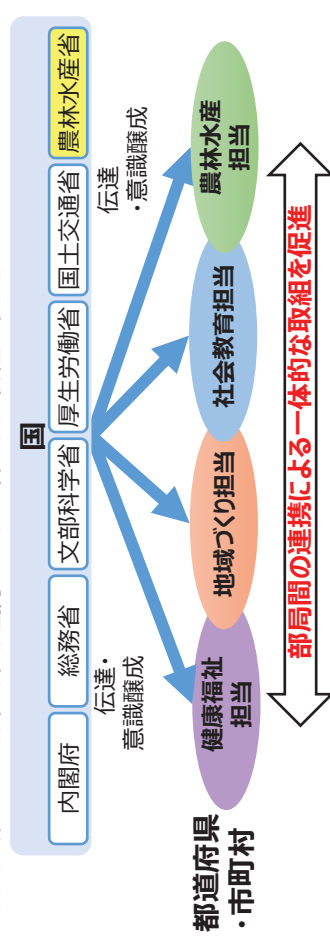 国
内閣府
総務省
文部科学省
厚生労働省
国土交通省
農林水産省
伝達・
意識醸成
伝達
・意識醸成
都道府県
・市町村
健康福祉
担当
地域づくり担当
社会教育担当
農林水産
担当
部局間の連携による一体的な取組を促進